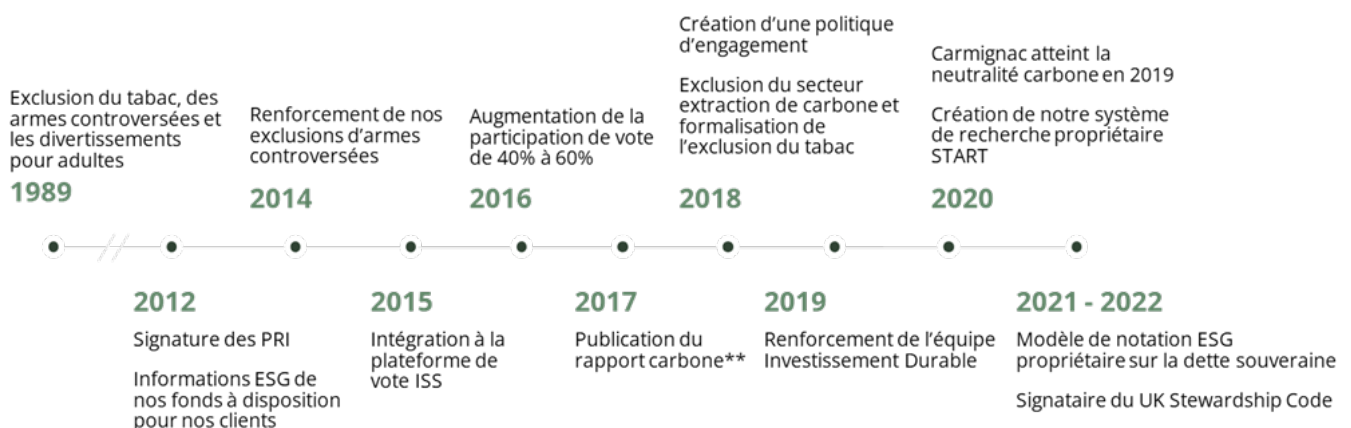 Exclusion du tabac, des
armes controversées et
les divertissements
pour adultes
1989
Signature des PRI
Informations ESG de
nos fonds à disposition
pour nos clients
2012
Renforcement de nos
exclusions d'armes
controversées
2014
2015
Intégration à la
plateforme de
vote ISS
Augmentation de la
participation de vote
de 40% à 60%
2016
2017
Publication du
rapport carbone**
Création d'une politique
d'engagement
Exclusion du secteur
extraction de carbone et
formalisation de
l'exclusion du tabac
2018
2019
Renforcement de l'équipe
Investissement Durable
Carmignac atteint la
neutralité carbone en 2019
Création de notre système
de recherche propriétaire
START
2020
2021 - 2022
Modèle de notation ESG
propriétaire sur la dette souveraine
Signataire du UK Stewardship Code